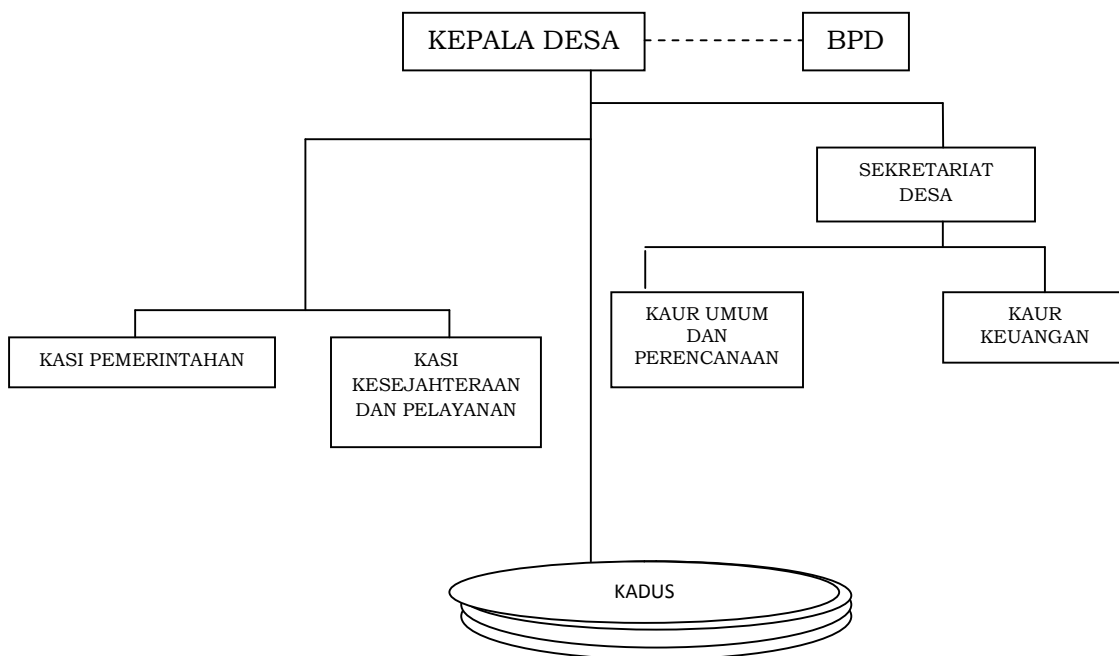 KEPALA DESA
BPD
SEKRETARIAT
DESA
KAUR UMUM
DAN
PERENCANAAN
KAUR
KEUANGAN
KASI PEMERINTAHAN
KASI
KESEJAHTERAAN
DAN PELAYANAN
KADUS